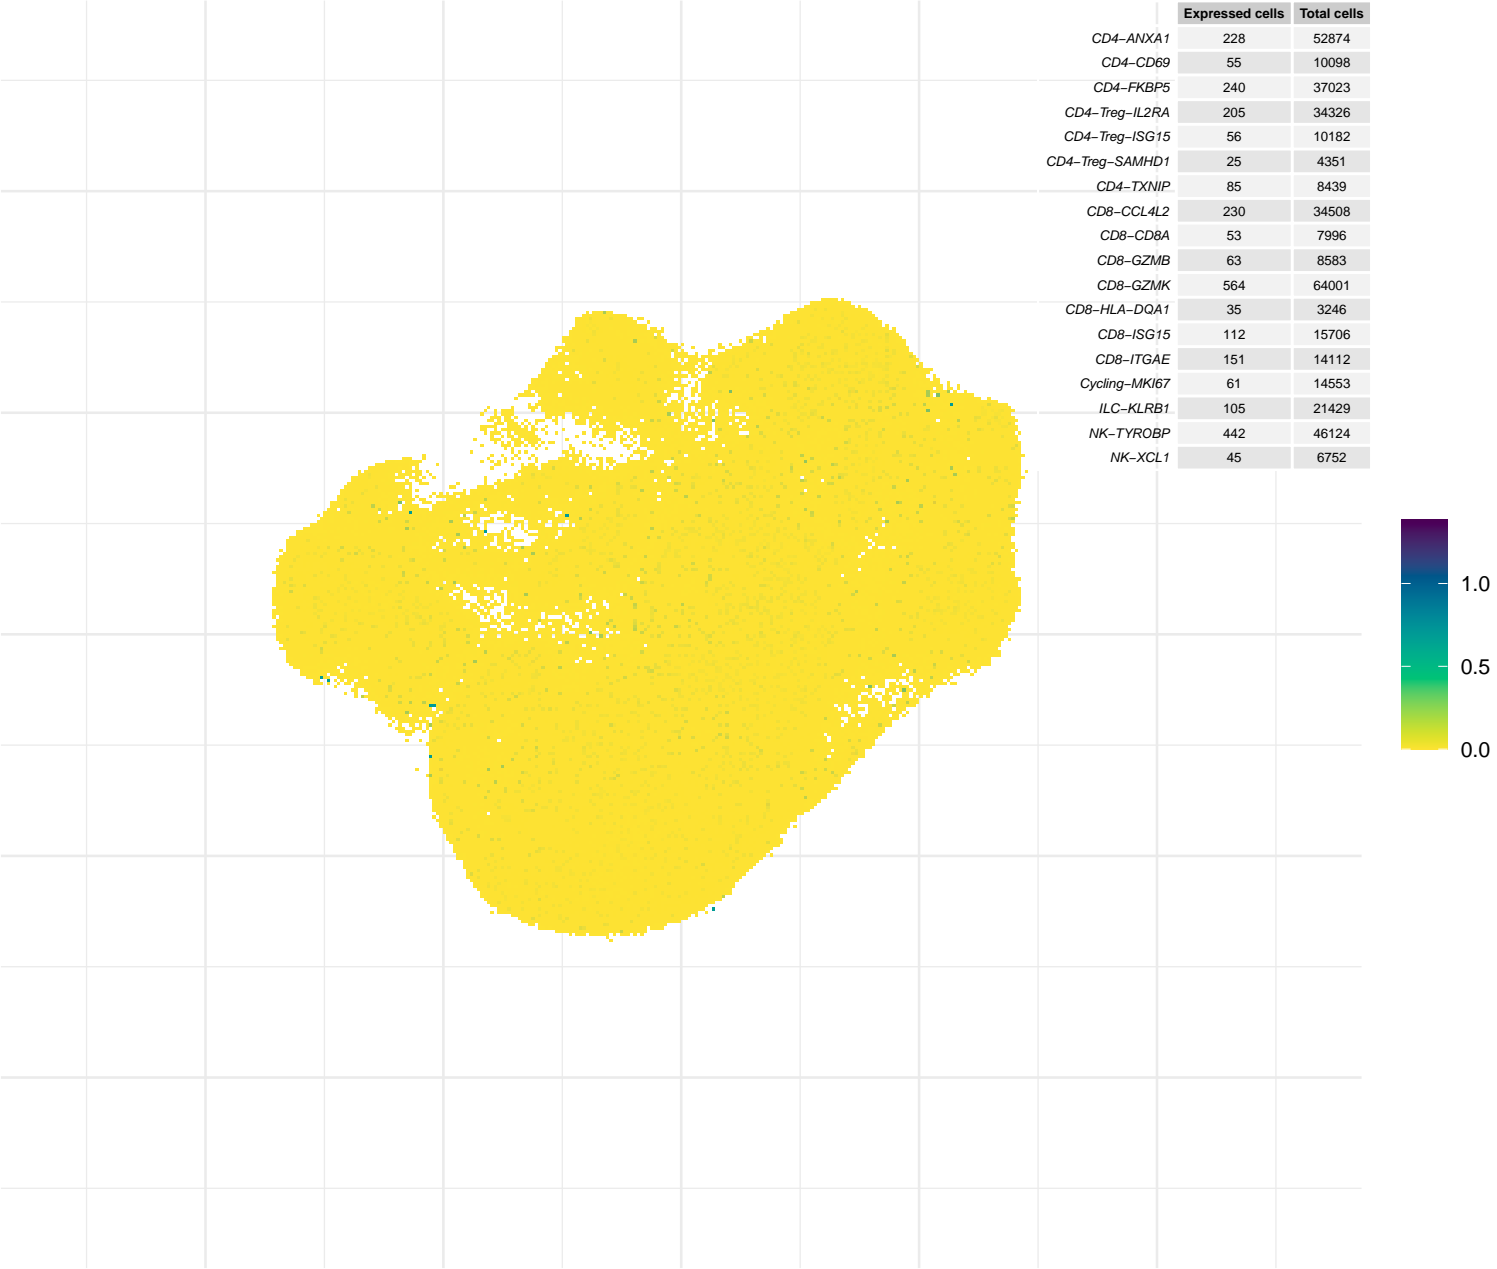 Expressed cells Total cells
CD4−ANXA1 228 52874
CD4−CD69 55 10098
CD4−FKBP5 240 37023
CD4−Treg−IL2RA 205 34326
CD4−Treg−ISG15 56 10182
CD4−Treg−SAMHD1 25 4351
CD4−TXNIP 85 8439
CD8−CCL4L2 230 34508
CD8−CD8A 53 7996
CD8−GZMB 63 8583
CD8−GZMK 564 64001
CD8−HLA−DQA1 35 3246
CD8−ISG15 112 15706
CD8−ITGAE 151 14112
Cycling−MKI67 61 14553
ILC−KLRB1 105 21429
NK−TYROBP 442 46124
NK−XCL1 45 6752
1.0
0.5
0.0